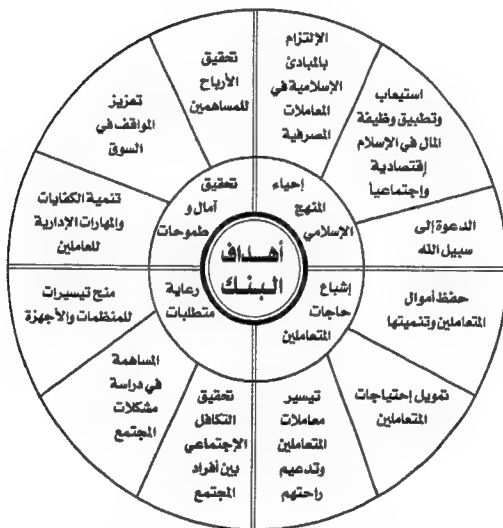 أهداف
البنك
إحياء
المنهج
الإسلامي
الإلتزام
بالمبادئ
الإسلامية في
المعاملات
المصرفية
استيعاب
وتطبيق وظيفة
المال في الإسلام
إقتصادية
وإجتماعياً
الدعوة إلى
سبيل الله
إشباع
حاجات
المتعاملين
حفظ أموال
المتعاملين وتنميتها
تمويل إحتياجات
المتعاملين
تيسير
معاملات
المتعاملين
وتدعيم
راحتهم
رعاية
متطلبات
تحقيق
التكافل
الإجتماعي
بين أفراد
المجتمع
المساهمة
في دراسة
مشكلات
المجتمع
منح تيسيرات
للمنظمات والأجهزة
تحقيق
آمال و
طموحات
تنمية الكفايات
والمهارات الإدارية
للعاملين
تعزيز
المواقف في
السوق
تحقيق
الأرباح
للمساهمين